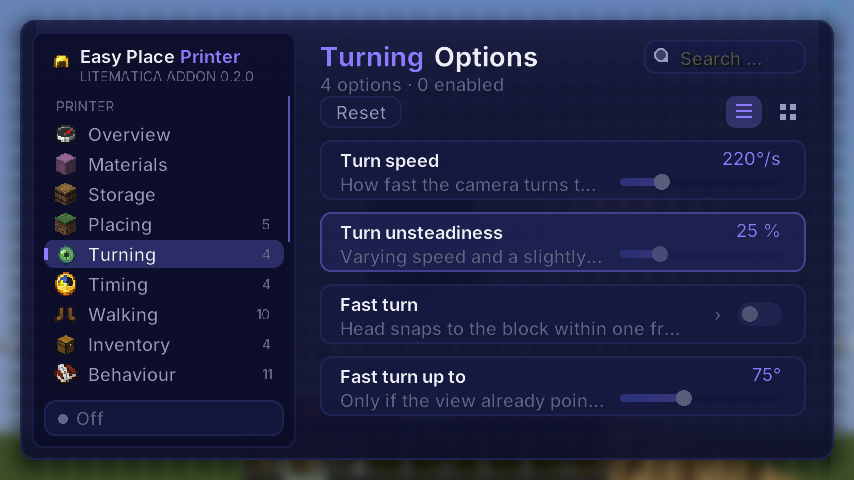 Easy Place Printer
LITEMATICA ADDON 0.2.0
PRINTER
Overview
Materials
Storage
Placing 5
Turning 4
Timing 4
Walking 10
Inventory 4
Behaviour 11
Off
Turning Options
4 options · 0 enabled
Search ...
Reset
Turn speed
220°/s
How fast the camera turns t...
Turn unsteadiness
25 %
Varying speed and a slightly...
Fast turn
Head snaps to the block within one fr...
Fast turn up to
75°
Only if the view already poin...